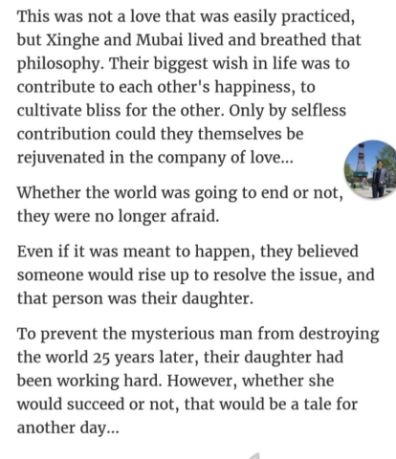 This was not a love that was easily practiced,
but Xinghe and Mubai lived and breathed that
philosophy. Their biggest wish in life was to
contribute to each other's happiness, to
cultivate bliss for the other. Only by selfless
contribution could they themselves be
rejuvenated in the company of love...
Whether the world was going to end or not,
they were no longer afraid.
Even if it was meant to happen, they believed
someone would rise up to resolve the issue, and
that person was their daughter.
To prevent the mysterious man from destroying
the world 25 years later, their daughter had
been working hard. However, whether she
would succeed or not, that would be a tale for
another day...